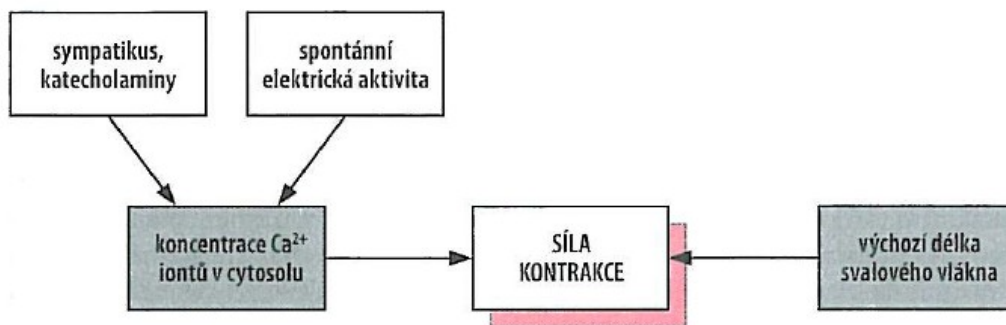 sympatikus,
katecholaminy
spontánní
elektrická aktivita
koncentrace Ca²⁺
iontů v cytosolu
SÍLA
KONTRAKCE
výchozí délka
svalového vlákna